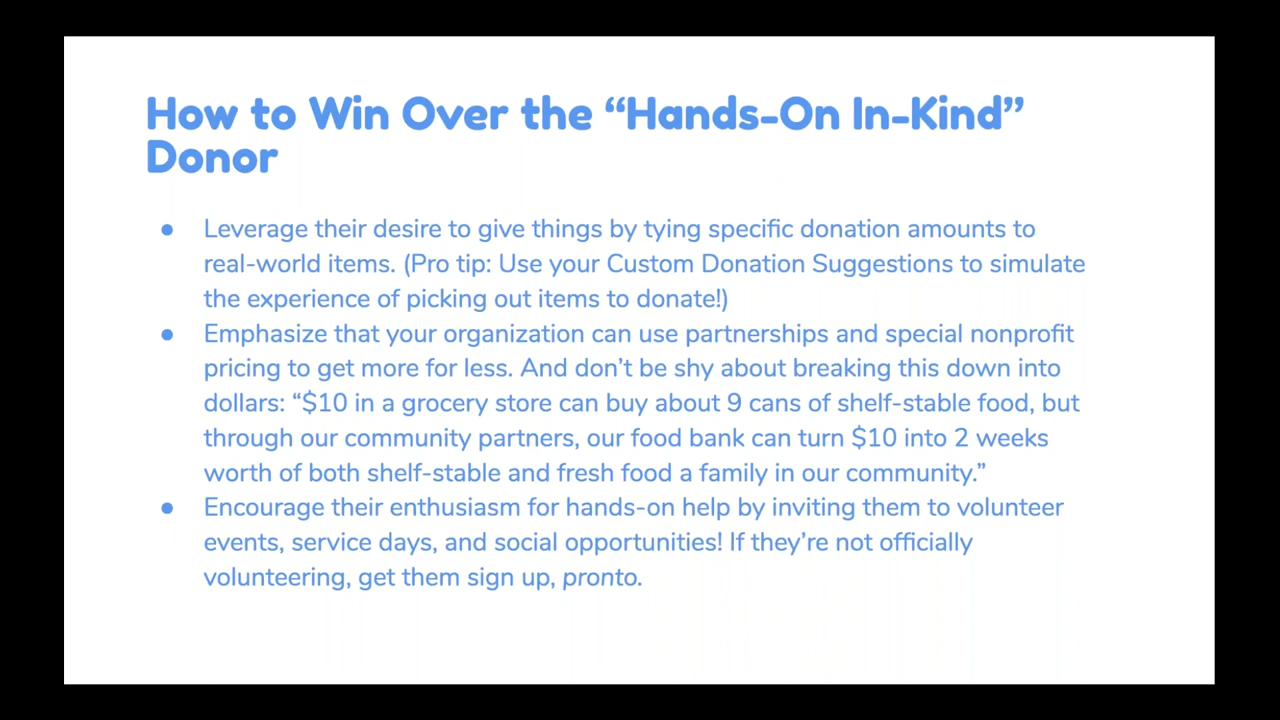 How to Win Over the “Hands-On In-Kind”
Donor
● Leverage their desire to give things by tying specific donation amounts to
real-world items. (Pro tip: Use your Custom Donation Suggestions to simulate
the experience of picking out items to donate!)
● Emphasize that your organization can use partnerships and special nonprofit
pricing to get more for less. And don’t be shy about breaking this down into
dollars: “$10 in a grocery store can buy about 9 cans of shelf-stable food, but
through our community partners, our food bank can turn $10 into 2 weeks
worth of both shelf-stable and fresh food a family in our community.”
● Encourage their enthusiasm for hands-on help by inviting them to volunteer
events, service days, and social opportunities! If they’re not officially
volunteering, get them sign up, pronto.